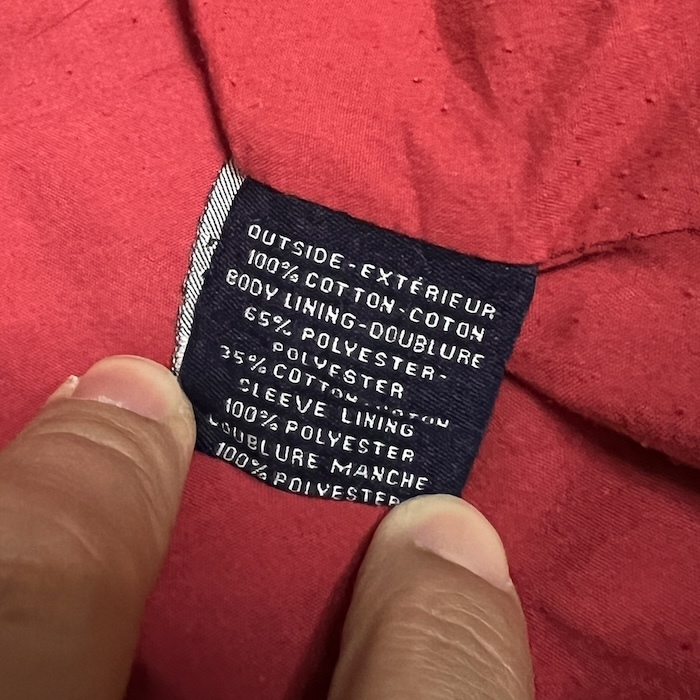 OUTSIDE-EXTÉRIEUR
100% COTTON-COTON
BODY LINING-DOUBLURE
65% POLYESTER-
POLYESTER
35% COTTON-COTON
SLEEVE LINING
100% POLYESTER
DOUBLURE MANCHE
100% POLYESTER